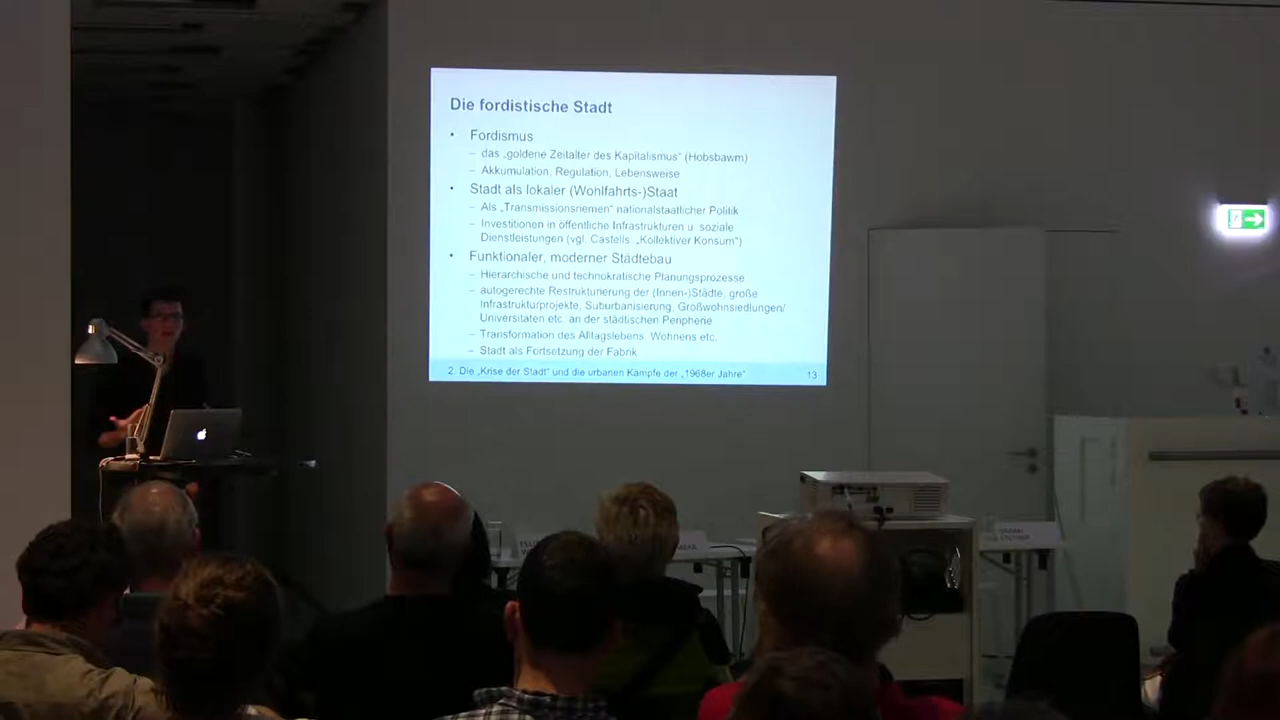 Die fordistische Stadt
• Fordismus
– das „goldene Zeitalter des Kapitalismus" (Hobsbawm)
– Akkumulation, Regulation, Lebensweise
• Stadt als lokaler (Wohlfahrts-)Staat
– Als „Transmissionsriemen" nationalstaatlicher Politik
– Investitionen in öffentliche Infrastrukturen u. soziale
Dienstleistungen (vgl. Castells: „Kollektiver Konsum")
• Funktionaler, moderner Städtebau
– Hierarchische und technokratische Planungsprozesse
– autogerechte Restrukturierung der (Innen-)Städte, große
Infrastrukturprojekte, Suburbanisierung, Großwohnsiedlungen/
Universitäten etc. an der städtischen Peripherie
– Transformation des Alltagslebens, Wohnens etc.
– Stadt als Fortsetzung der Fabrik
2. Die „Krise der Stadt" und die urbanen Kämpfe der „1968er Jahre"
13